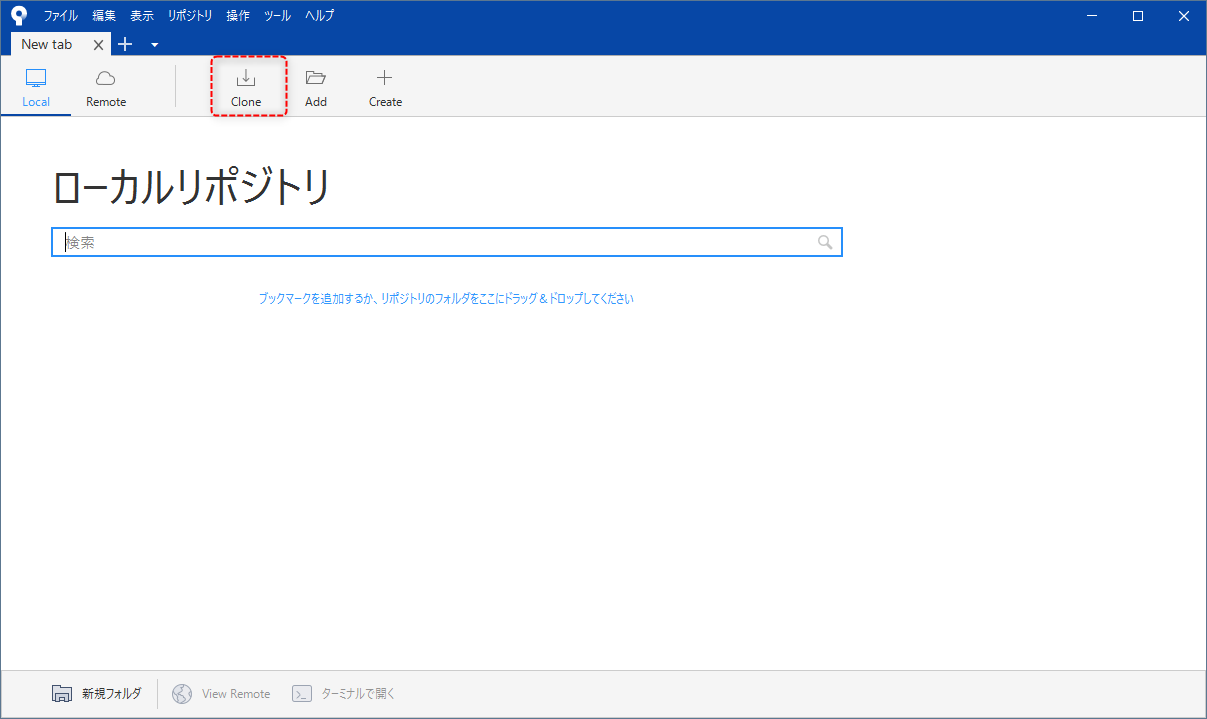 ファイル 編集 表示 リポジトリ 操作 ツール ヘルプ
New tab
Local Remote Clone Add Create
ローカルリポジトリ
検索
ブックマークを追加するか、リポジトリのフォルダをここにドラッグ＆ドロップしてください
新規フォルダ View Remote ターミナルで開く